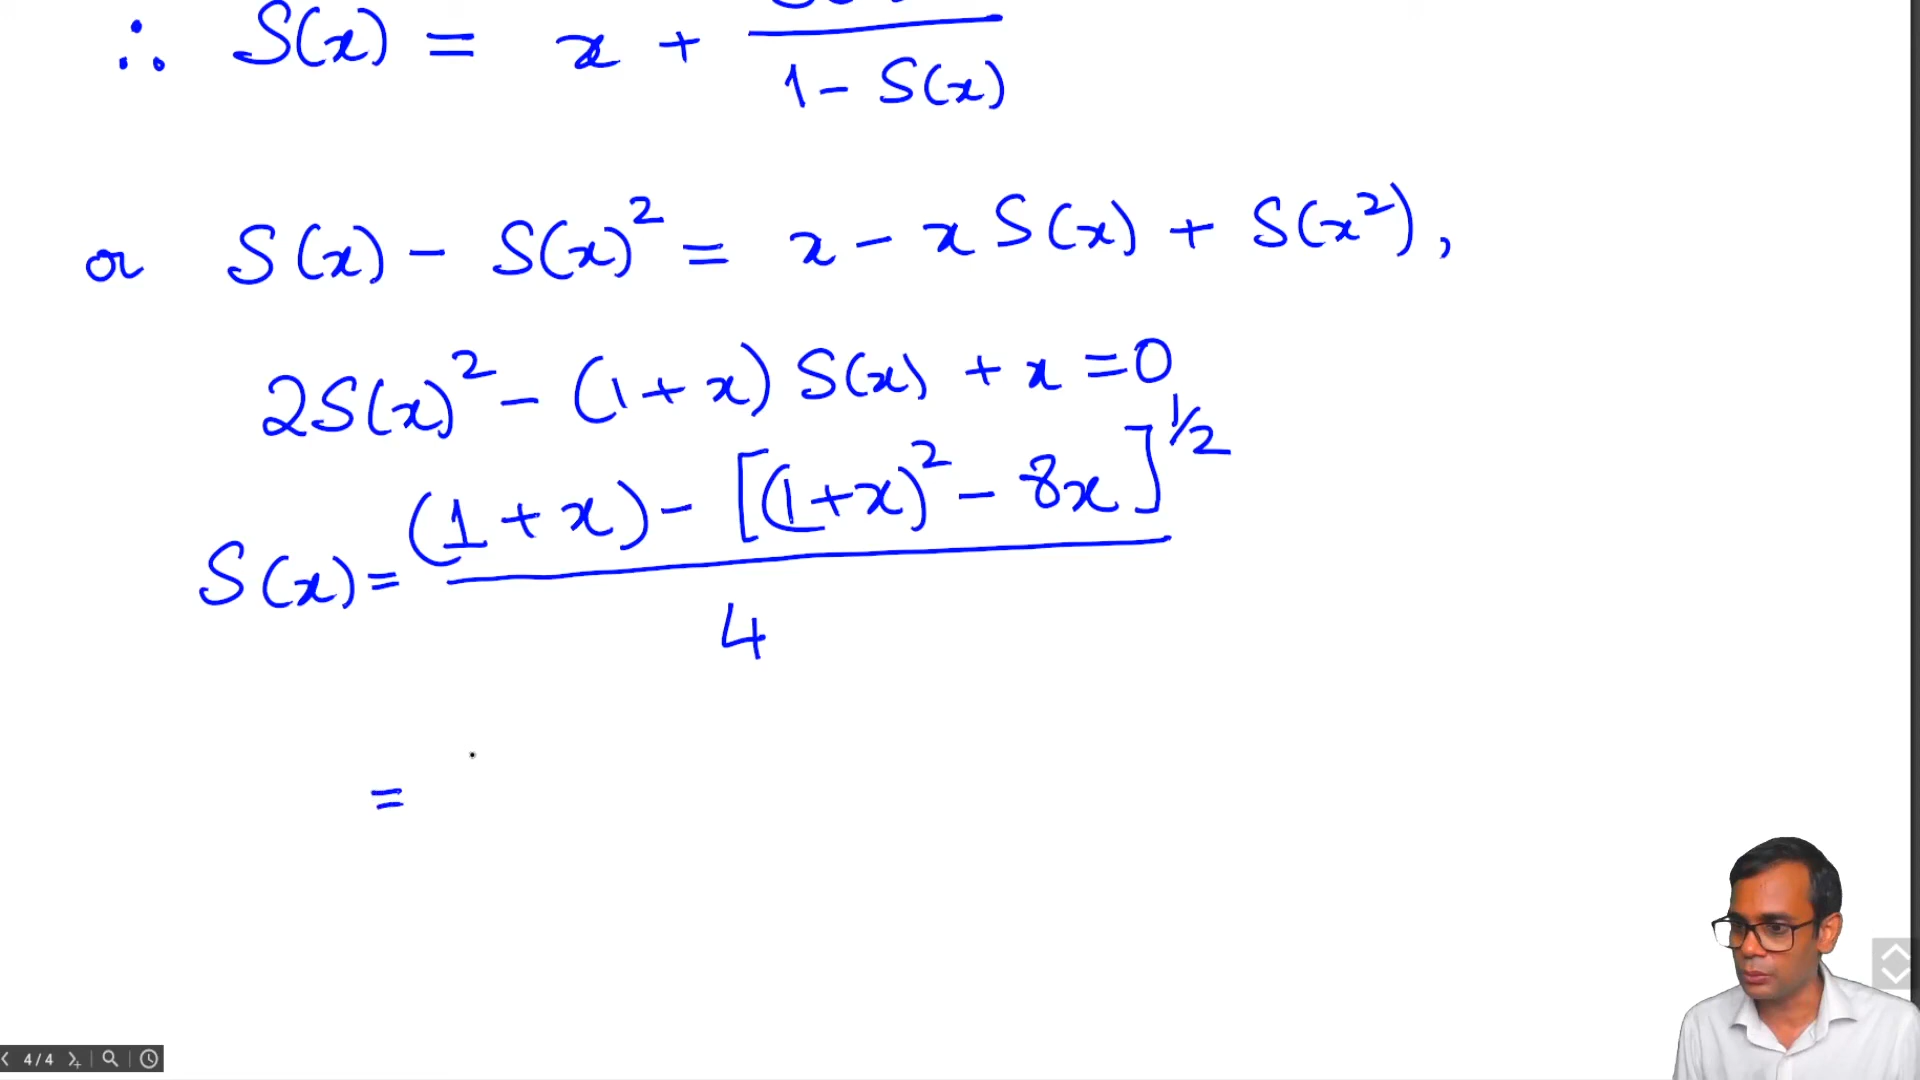 ∴ S(x) = x + 1 - S(x)
or S(x) - S(x)² = x - x S(x) + S(x²),
2S(x)² - (1 + x) S(x) + x = 0
S(x) = (1 + x) - [(1+x)² - 8x]^1/2
4
=
4/4